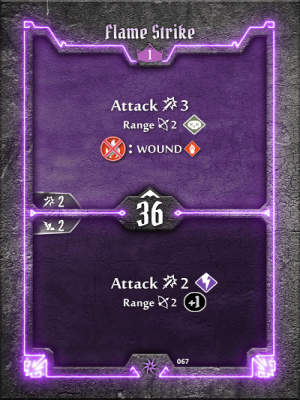 Flame Strike
1
Attack 3
Range 2
: WOUND
2
36
2
Attack 2
Range 2
+1
067